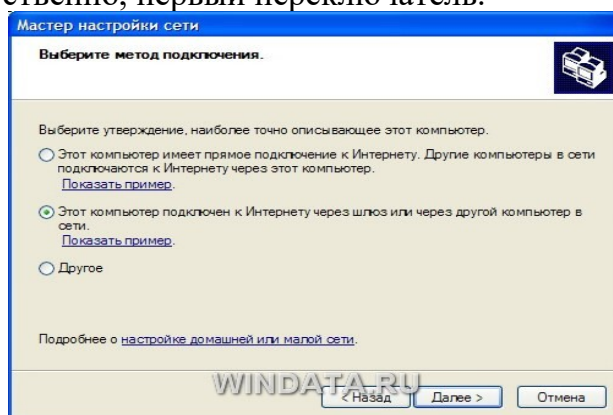 ственно, первый переключатель.
Мастер настройки сети
Выберите метод подключения.
Выберите утверждение, наиболее точно описывающее этот компьютер.
Этот компьютер имеет прямое подключение к Интернету. Другие компьютеры в сети
подключаются к Интернету через этот компьютер.
Показать пример.
Этот компьютер подключен к Интернету через шлюз или через другой компьютер в
сети.
Показать пример.
Другое
Подробнее о настройке домашней или малой сети.
WINDATA.RU
< Назад Далее > Отмена